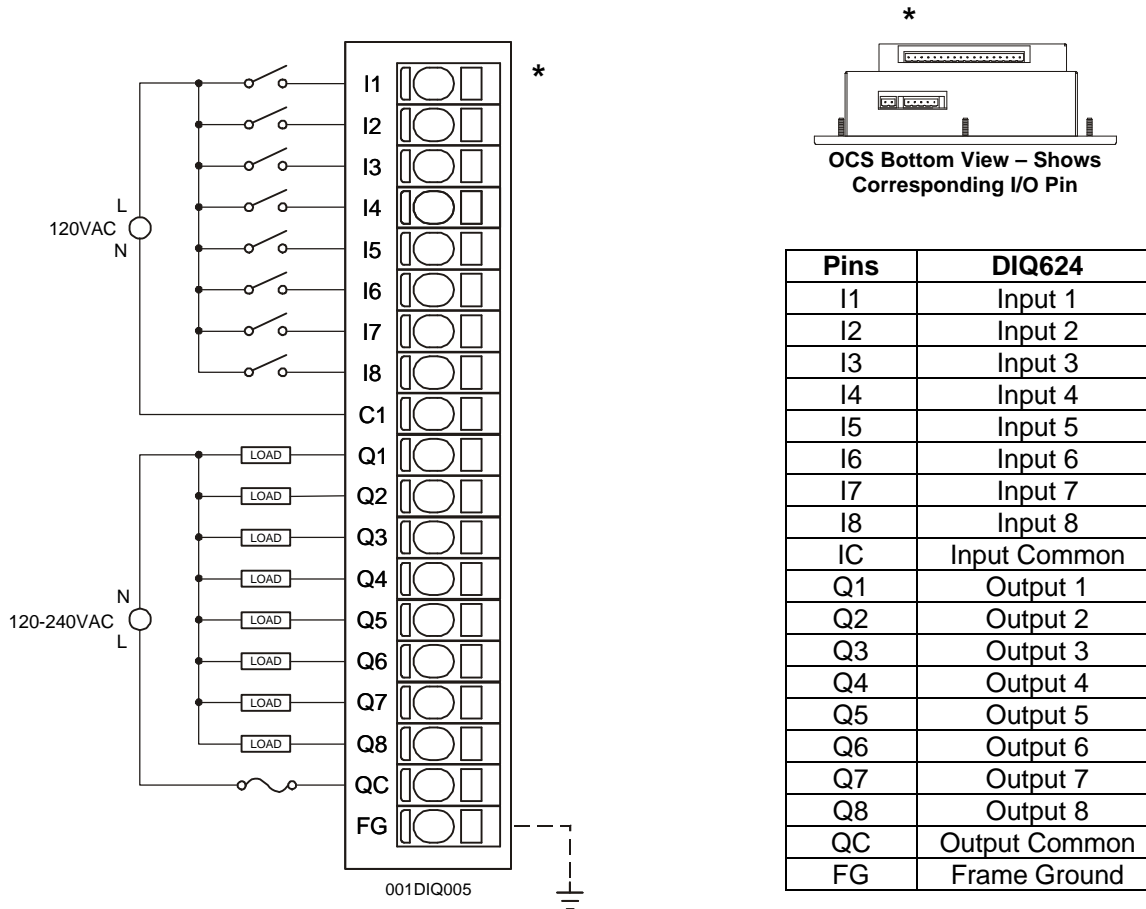 *
I1
*
I2
I3
I4
I5
I6
I7
I8
C1
L
120VAC
N
Q1
LOAD
Q2
LOAD
Q3
LOAD
Q4
LOAD
Q5
LOAD
Q6
LOAD
Q7
LOAD
Q8
LOAD
QC
FG
N
120-240VAC
L
001DIQ005
OCS Bottom View – Shows
Corresponding I/O Pin
Pins DIQ624
I1 Input 1
I2 Input 2
I3 Input 3
I4 Input 4
I5 Input 5
I6 Input 6
I7 Input 7
I8 Input 8
IC Input Common
Q1 Output 1
Q2 Output 2
Q3 Output 3
Q4 Output 4
Q5 Output 5
Q6 Output 6
Q7 Output 7
Q8 Output 8
QC Output Common
FG Frame Ground